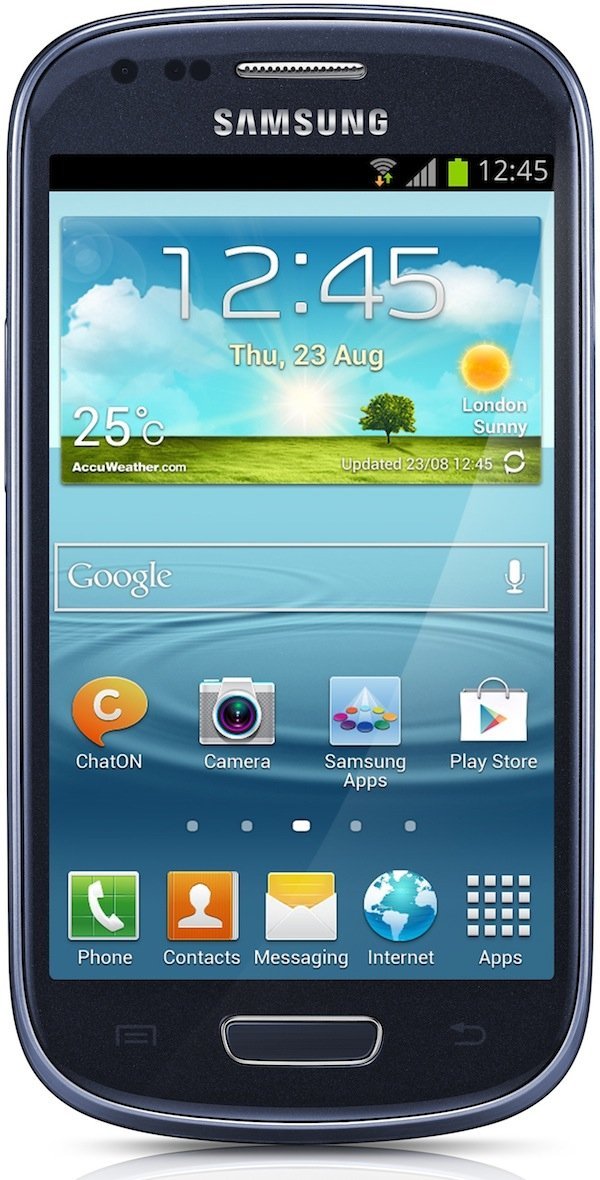 SAMSUNG
12:45
12:45
Thu, 23 Aug
London
Sunny
25°c
AccuWeather.com
Updated 23/08 12:45
Google
C
ChatON
Camera
Samsung
Apps
Play Store
Phone
Contacts
Messaging
Internet
Apps